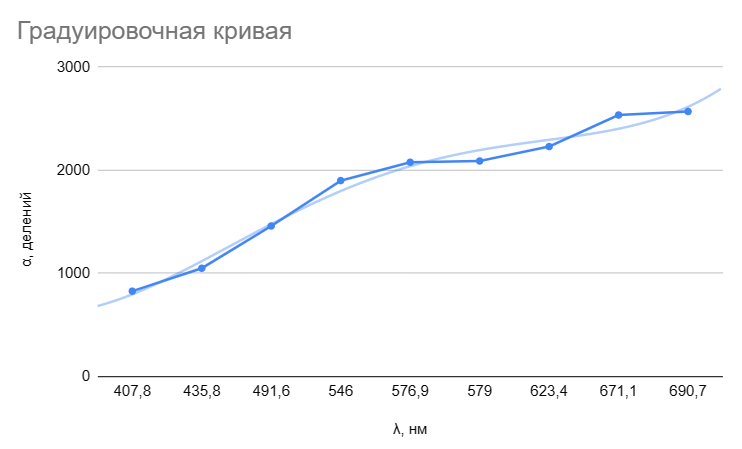 Градуировочная кривая
3000
2000
1000
0
α, делений
407,8 435,8 491,6 546 576,9 579 623,4 671,1 690,7
λ, нм